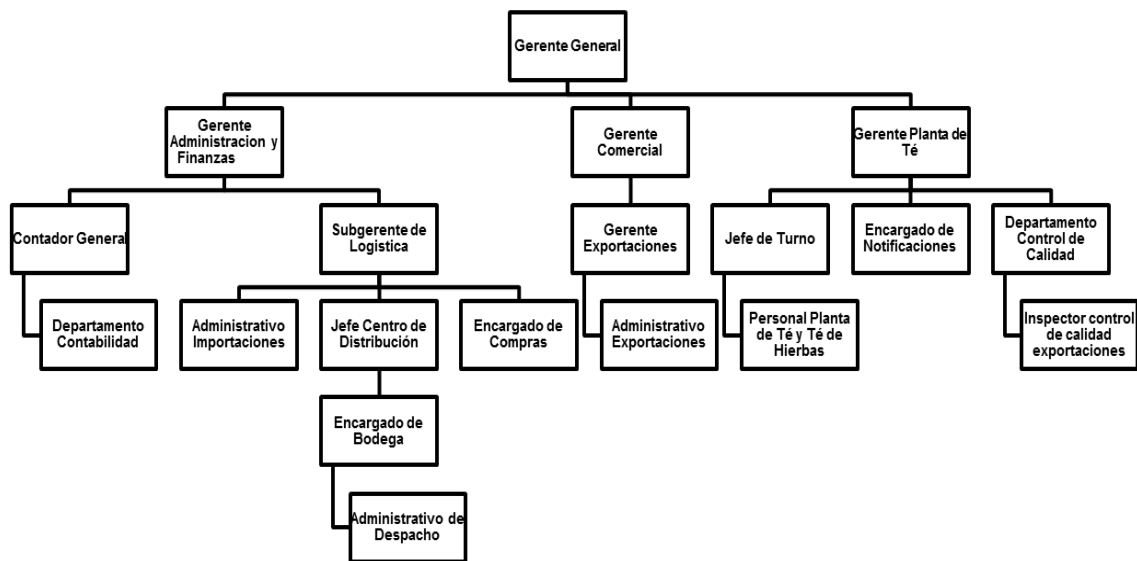 Gerente General
Gerente
Administracion y
Finanzas
Gerente
Comercial
Gerente Planta de
Té
Contador General
Subgerente de
Logistica
Gerente
Exportaciones
Jefe de Turno
Encargado de
Notificaciones
Departamento
Control de
Calidad
Departamento
Contabilidad
Administrativo
Importaciones
Jefe Centro de
Distribución
Encargado de
Compras
Administrativo
Exportaciones
Personal Planta
de Té y Té de
Hierbas
Inspector control
de calidad
exportaciones
Encargado de
Bodega
Administrativo de
Despacho